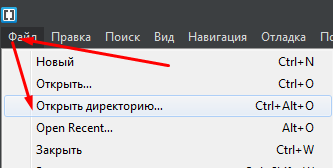 Файл Правка Поиск Вид Навигация Отладка
Новый Ctrl+N
Открыть... Ctrl+O
Открыть директорию... Ctrl+Alt+O
Open Recent... Alt+O
Закрыть Ctrl+W